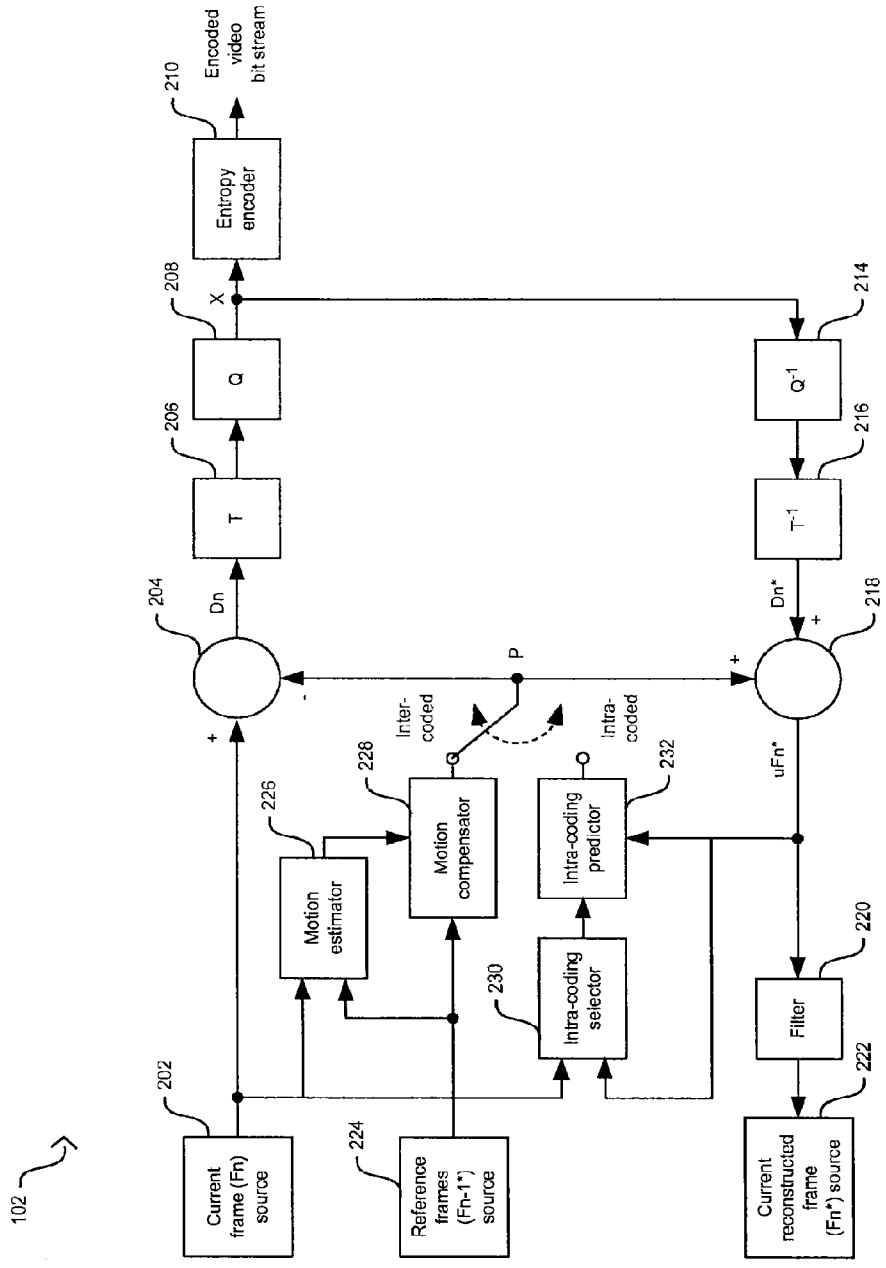 102
202
Current
frame (Fn)
source
+
204
-
Dn
206
T
208
Q
X
210
Entropy
encoder
Encoded
video
bit stream
224
Reference
frames
(Fn-1*)
source
226
Motion
estimator
228
Motion
compensator
Inter-
coded
P
230
Intra-coding
selector
232
Intra-coding
predictor
Intra-
coded
222
Current
reconstructed
frame
(Fn*) source
220
Filter
uFn*
+
218
+
Dn*
216
T-1
214
Q-1